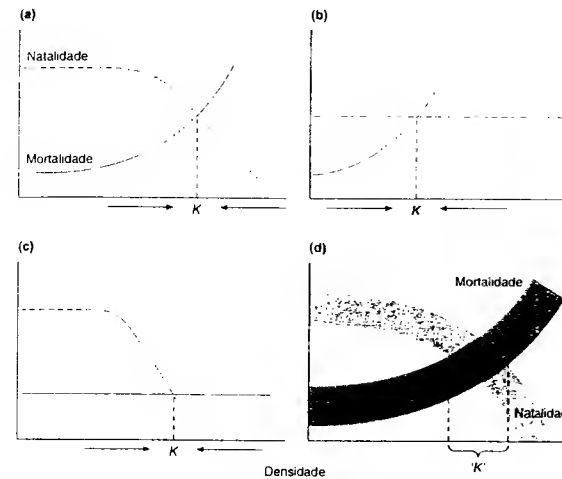 (a)
Natalidade
Mortalidade
K
(b)
K
(c)
K
(d)
Mortalidade
Natalidade
'K'
Densidade